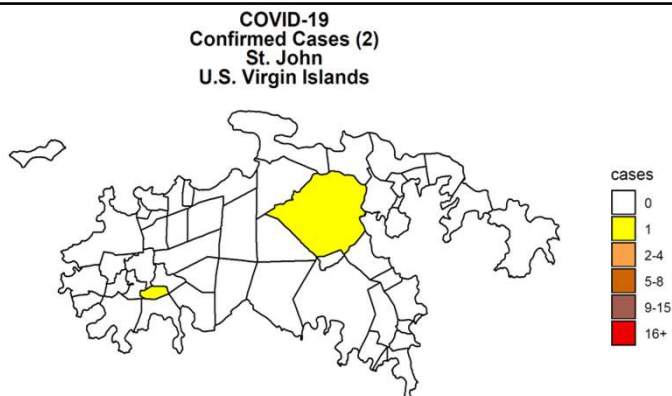 COVID-19
Confirmed Cases (2)
St. John
U.S. Virgin Islands
cases
0
1
2-4
5-8
9-15
16+